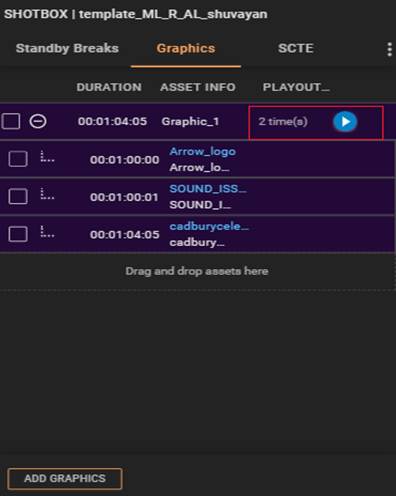 SHOTBOX | template_ML_R_AL_shuvayan
Standby Breaks Graphics SCTE
DURATION ASSET INFO PLAYOUT...
00:01:04:05 Graphic_1 2 time(s)
00:01:00:00 Arrow_logo
Arrow_lo...
00:01:00:01 SOUND_ISS...
SOUND_I...
00:01:04:05 cadburycele...
cadbury...
Drag and drop assets here
ADD GRAPHICS